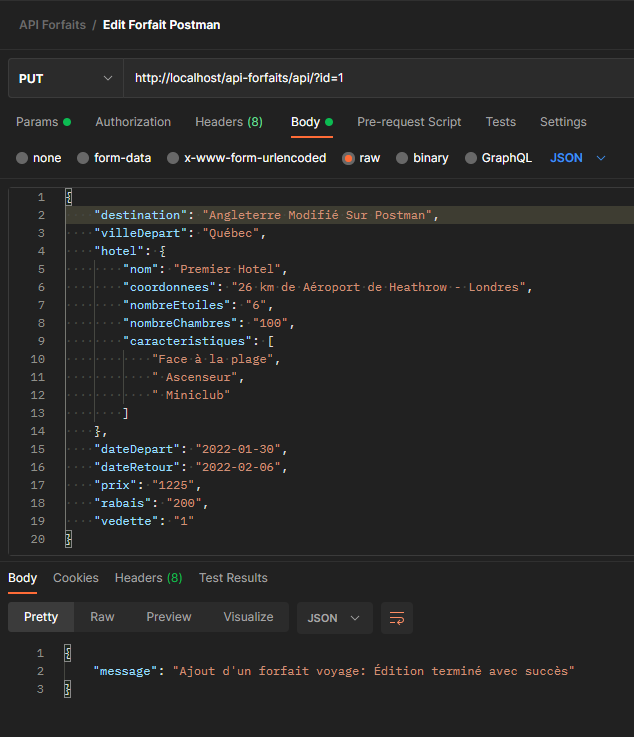 API Forfaits / Edit Forfait Postman
PUT http://localhost/api-forfaits/api/?id=1
Params Authorization Headers (8) Body Pre-request Script Tests Settings
none form-data x-www-form-urlencoded raw binary GraphQL JSON
1 {
2 "destination": "Angleterre Modifié Sur Postman",
3 "villeDepart": "Québec",
4 "hotel": {
5 "nom": "Premier Hotel",
6 "coordonnees": "26 km de Aéroport de Heathrow - Londres",
7 "nombreEtoiles": "6",
8 "nombreChambres": "100",
9 "caracteristiques": [
10 "Face à la plage",
11 " Ascenseur",
12 " Miniclub"
13 ]
14 },
15 "dateDepart": "2022-01-30",
16 "dateRetour": "2022-02-06",
17 "prix": "1225",
18 "rabais": "200",
19 "vedette": "1"
20 }
Body Cookies Headers (8) Test Results
Pretty Raw Preview Visualize JSON
1 {
2 "message": "Ajout d'un forfait voyage: Édition terminé avec succès"
3 }